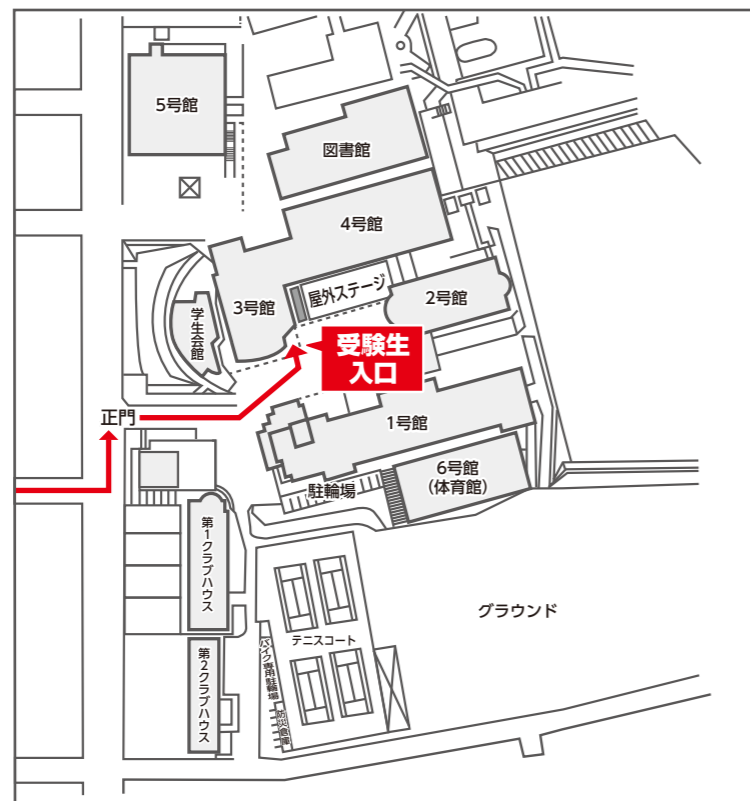 5号館
図書館
4号館
屋外ステージ
3号館
2号館
学生会館
受験生
入口
正門
1号館
6号館
(体育館)
駐輪場
第1クラブハウス
グラウンド
テニスコート
バイク専用駐輪場
第2クラブハウス
防災倉庫